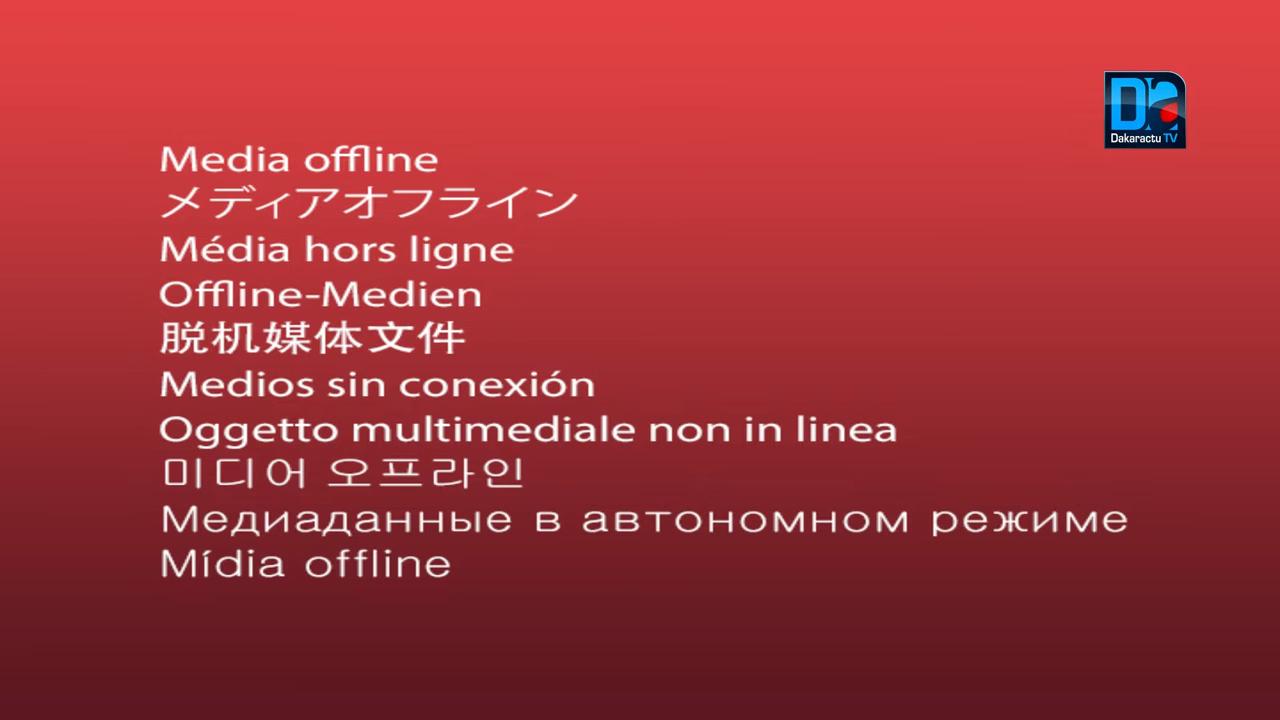 Media offline
メディアオフライン
Média hors ligne
Offline-Medien
脱机媒体文件
Medios sin conexión
Oggetto multimediale non in linea
미디어 오프라인
Медиаданные в автономном режиме
Mídia offline
Dakaractu TV